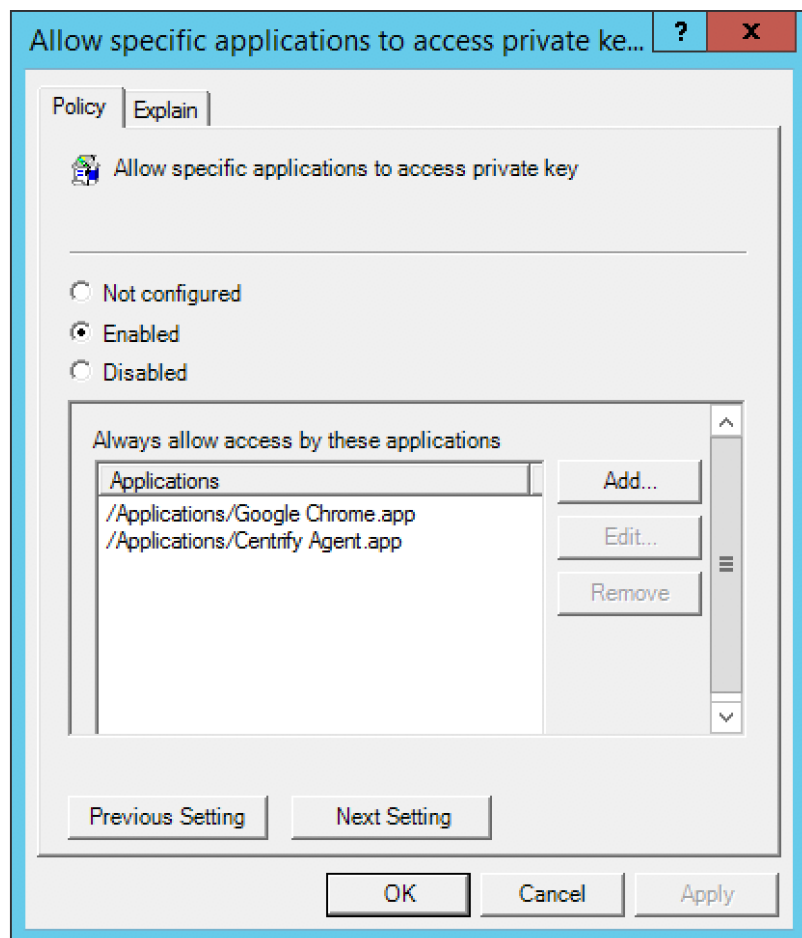 Allow specific applications to access private ke...
?
x
Policy
Explain
Allow specific applications to access private key
Not configured
Enabled
Disabled
Always allow access by these applications
Applications
Add...
/Applications/Google Chrome.app
/Applications/Centrify Agent.app
Edit...
Remove
Previous Setting
Next Setting
OK
Cancel
Apply